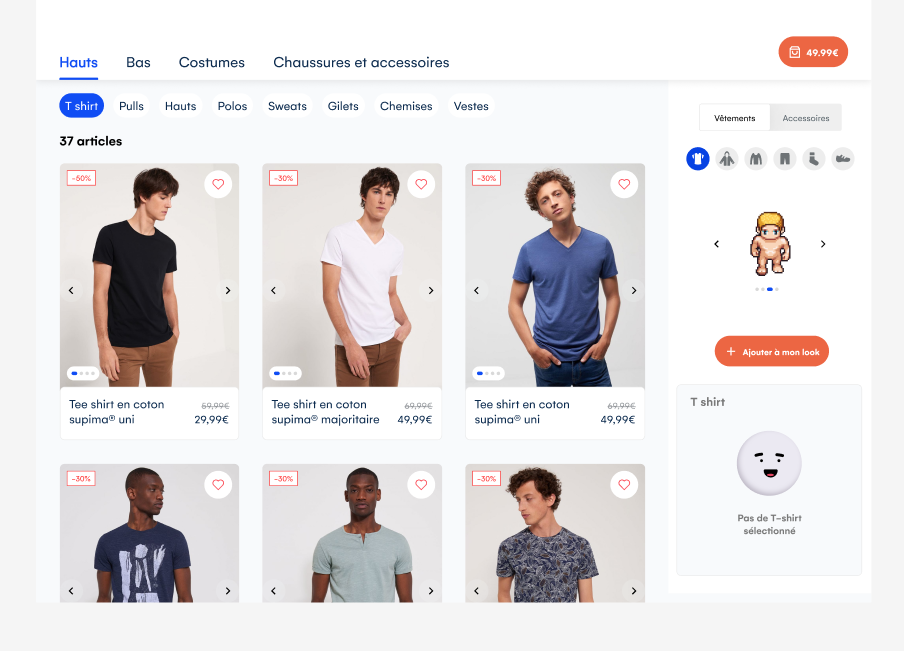 49.99€
Hauts
Bas
Costumes
Chaussures et accessoires
T shirt
Pulls
Hauts
Polos
Sweats
Gilets
Chemises
Vestes
37 articles
Vêtements
Accessoires
-50%
-30%
-30%
Tee shirt en coton
supima® uni
59,99€
29,99€
Tee shirt en coton
supima® majoritaire
69,99€
49,99€
Tee shirt en coton
supima® uni
69,99€
49,99€
Ajouter à mon look
T shirt
Pas de T-shirt
sélectionné
-30%
-30%
-30%